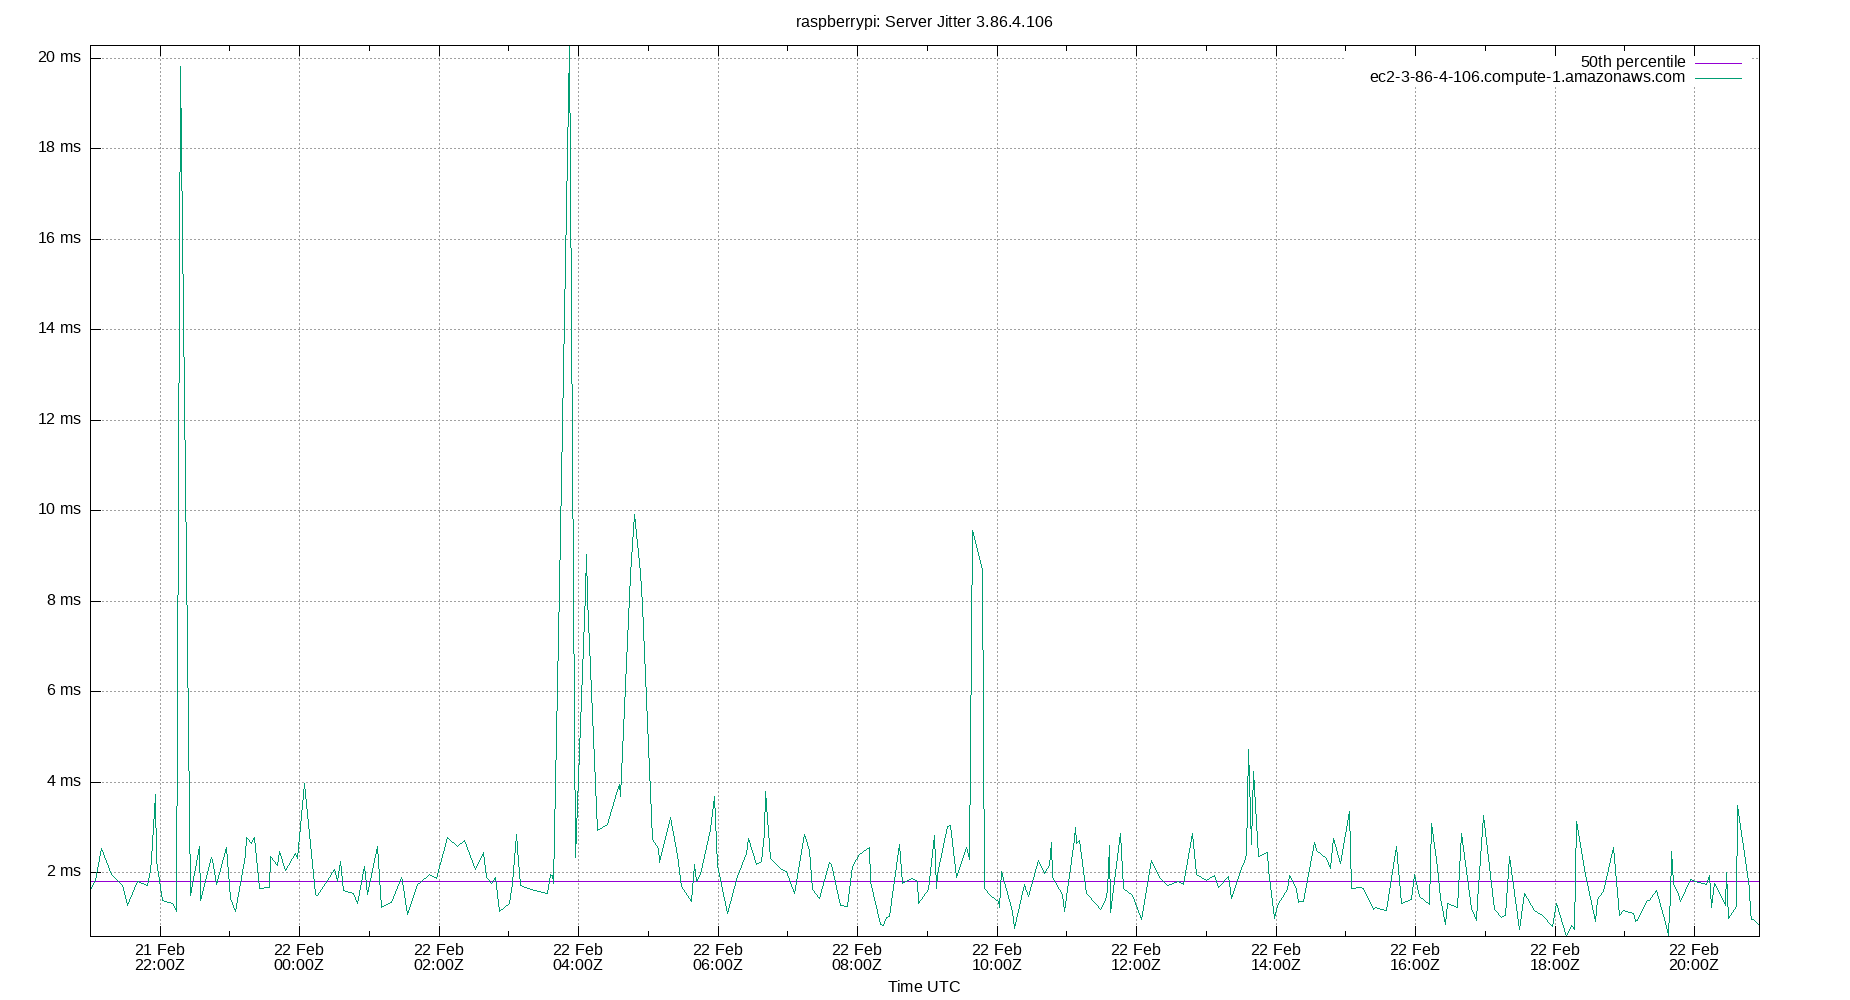 raspberrypi: Server Jitter 3.86.4.106
50th percentile
ec2-3-86-4-106.compute-1.amazonaws.com
20 ms
18 ms
16 ms
14 ms
12 ms
10 ms
8 ms
6 ms
4 ms
2 ms
21 Feb 22 Feb 22 Feb 22 Feb 22 Feb 22 Feb 22 Feb 22 Feb 22 Feb 22 Feb 22 Feb 22 Feb
22:00Z 00:00Z 02:00Z 04:00Z 06:00Z 08:00Z 10:00Z 12:00Z 14:00Z 16:00Z 18:00Z 20:00Z
Time UTC